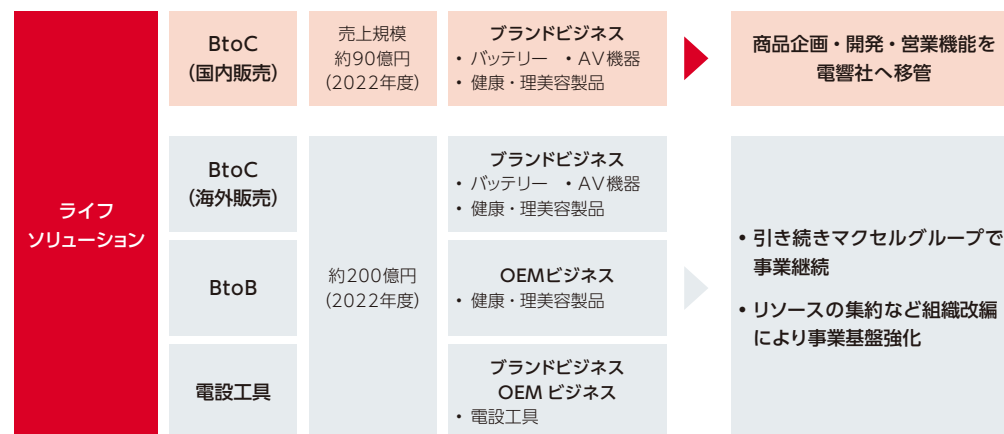 ライフ
ソリューション
BtoC
(国内販売)
売上規模
約90億円
(2022年度)
ブランドビジネス
・バッテリー ・AV機器
・健康・理美容製品
商品企画・開発・営業機能を
電響社へ移管
BtoC
(海外販売)
ブランドビジネス
・バッテリー ・AV機器
・健康・理美容製品
BtoB
約200億円
(2022年度)
OEMビジネス
・健康・理美容製品
電設工具
ブランドビジネス
OEM ビジネス
・電設工具
•引き続きマクセルグループで
事業継続
•リソースの集約など組織改編
により事業基盤強化